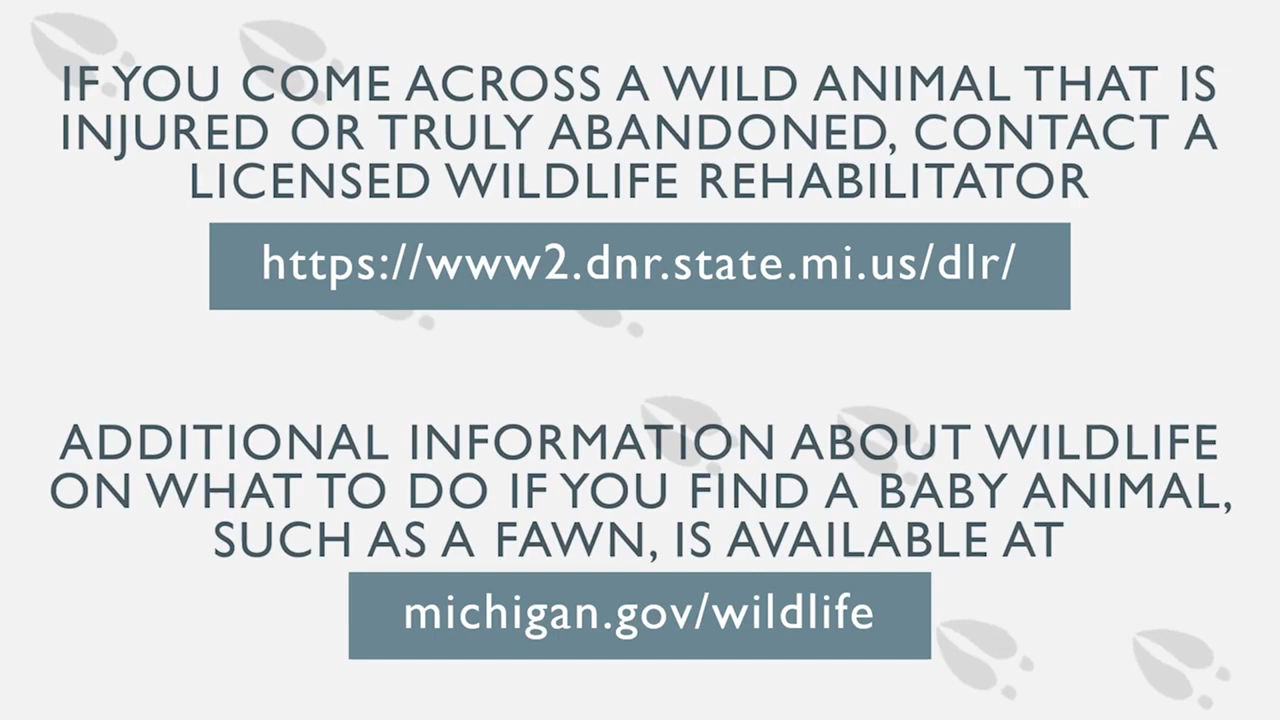 IF YOU COME ACROSS A WILD ANIMAL THAT IS
INJURED OR TRULY ABANDONED, CONTACT A
LICENSED WILDLIFE REHABILITATOR
https://www2.dnr.state.mi.us/dlr/
ADDITIONAL INFORMATION ABOUT WILDLIFE
ON WHAT TO DO IF YOU FIND A BABY ANIMAL,
SUCH AS A FAWN, IS AVAILABLE AT
michigan.gov/wildlife